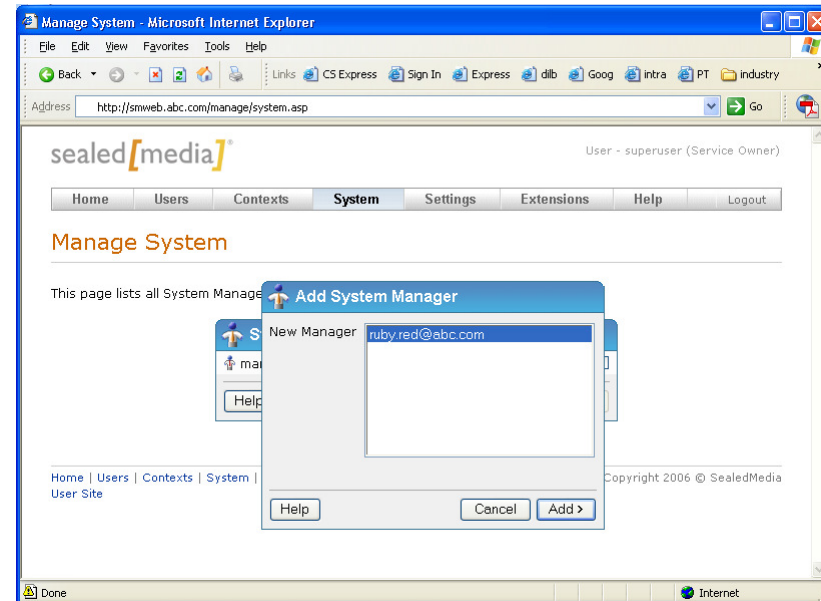 Manage System - Microsoft Internet Explorer
File Edit View Favorites Tools Help
Back Links CS Express Sign In Express dilb Goog intra PT industry
Address http://smweb.abc.com/manage/system.asp Go
sealed[media]®
User - superuser (Service Owner)
Home Users Contexts System Settings Extensions Help Logout
Manage System
This page lists all System Manage
Add System Manager
New Manager ruby.red@abc.com
S
mar
Help
Help Cancel Add >
Home | Users | Contexts | System |
Copyright 2006 © SealedMedia
User Site
Done Internet